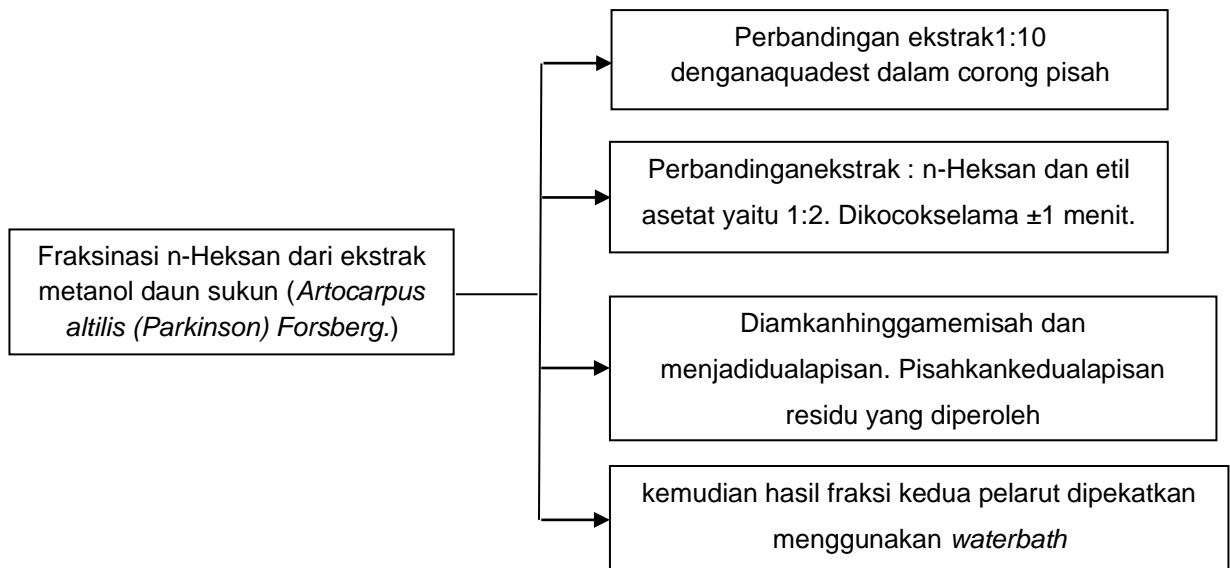 Fraksinasi n-Heksan dari ekstrak
metanol daun sukun (Artocarpus
altilis (Parkinson) Forsberg.)
Perbandingan ekstrak1:10
denganaquadest dalam corong pisah
Perbandinganekstrak : n-Heksan dan etil
asetat yaitu 1:2. Dikocokselama ±1 menit.
Diamkanhinggamemisah dan
menjadidualapisan. Pisahkankedualapisan
residu yang diperoleh
kemudian hasil fraksi kedua pelarut dipekatkan
menggunakan waterbath